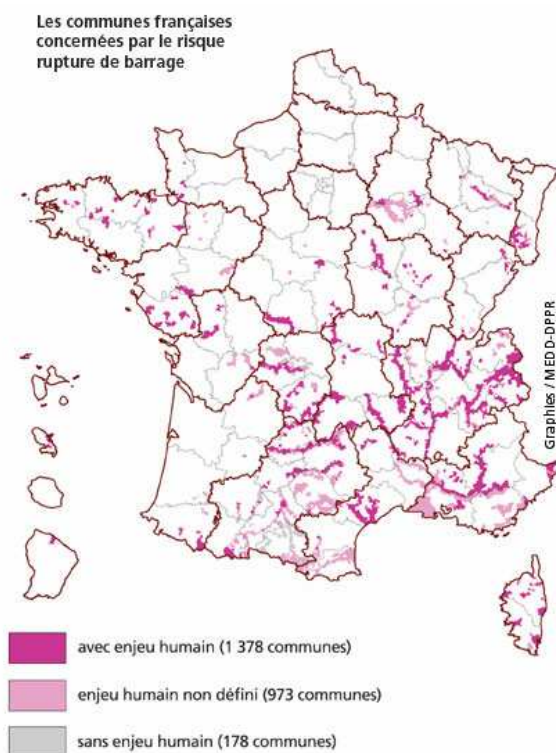 Les communes françaises
concernées par le risque
rupture de barrage
Graphies / MEDD-DPPR
avec enjeu humain (1 378 communes)
enjeu humain non défini (973 communes)
sans enjeu humain (178 communes)